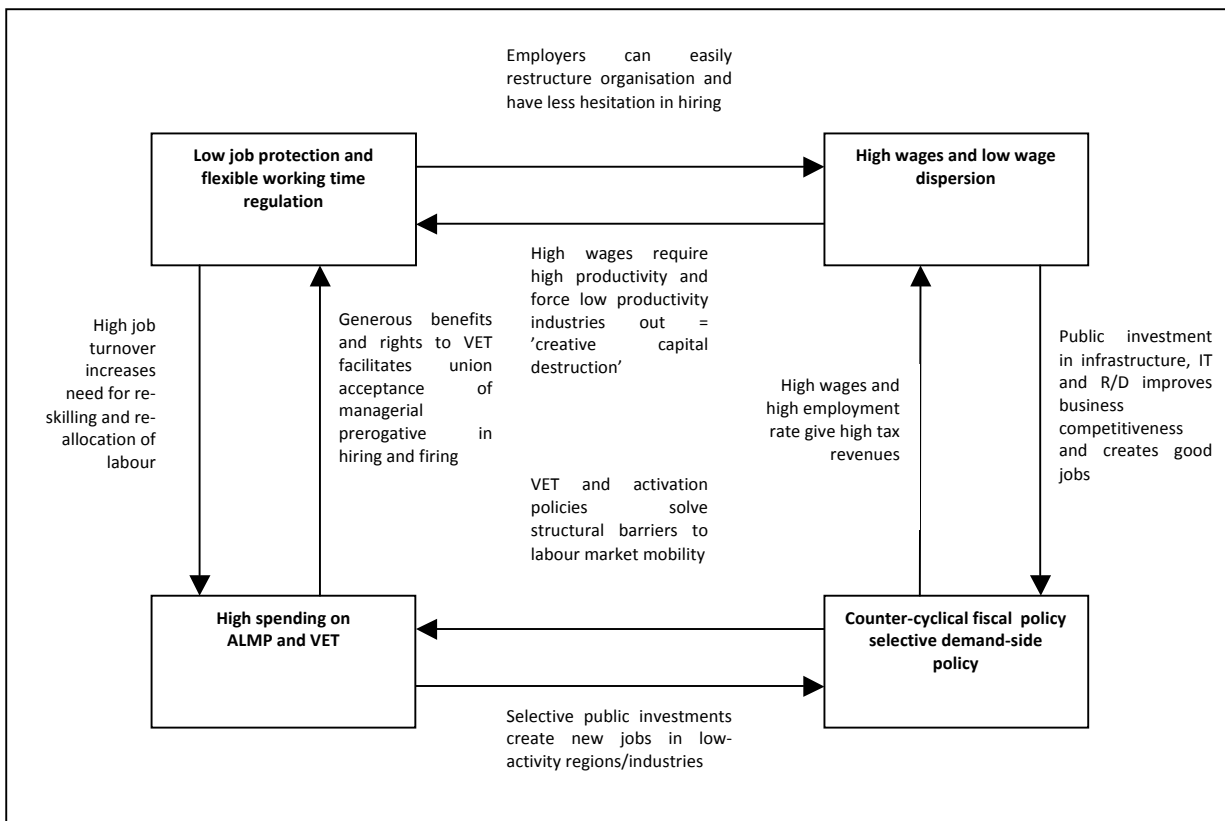 Employers can easily
restructure organisation and
have less hesitation in hiring
Low job protection and
flexible working time
regulation
High wages and low wage
dispersion
High job
turnover
increases
need for re-
skilling and re-
allocation of
labour
Generous benefits
and rights to VET
facilitates union
acceptance of
managerial
prerogative in
hiring and firing
High wages require
high productivity and
force low productivity
industries out =
’creative capital
destruction’
High wages and
high employment
rate give high tax
revenues
Public investment
in infrastructure, IT
and R/D improves
business
competitiveness
and creates good
jobs
VET and activation
policies solve
structural barriers to
labour market mobility
High spending on
ALMP and VET
Counter-cyclical fiscal policy
selective demand-side
policy
Selective public investments
create new jobs in low-
activity regions/industries